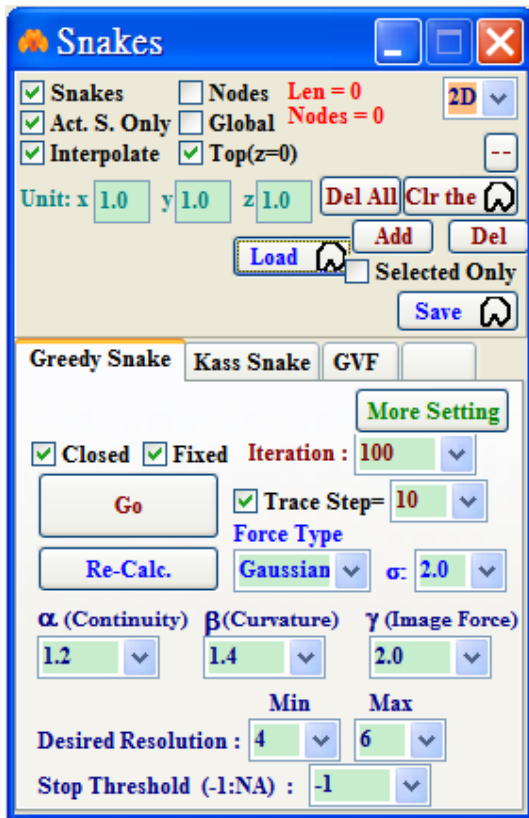 Snakes
Snakes Nodes Len = 0 2D
Act. S. Only Global Nodes = 0
Interpolate Top(z=0) --
Unit: x 1.0 y 1.0 z 1.0 Del All Clr the
Add Del
Load Selected Only
Save
Greedy Snake Kass Snake GVF
More Setting
Closed Fixed Iteration : 100
Go Trace Step= 10
Force Type
Re-Calc. Gaussian σ: 2.0
α (Continuity) β(Curvature) γ (Image Force)
1.2 1.4 2.0
Min Max
Desired Resolution : 4 6
Stop Threshold (-1:NA) : -1